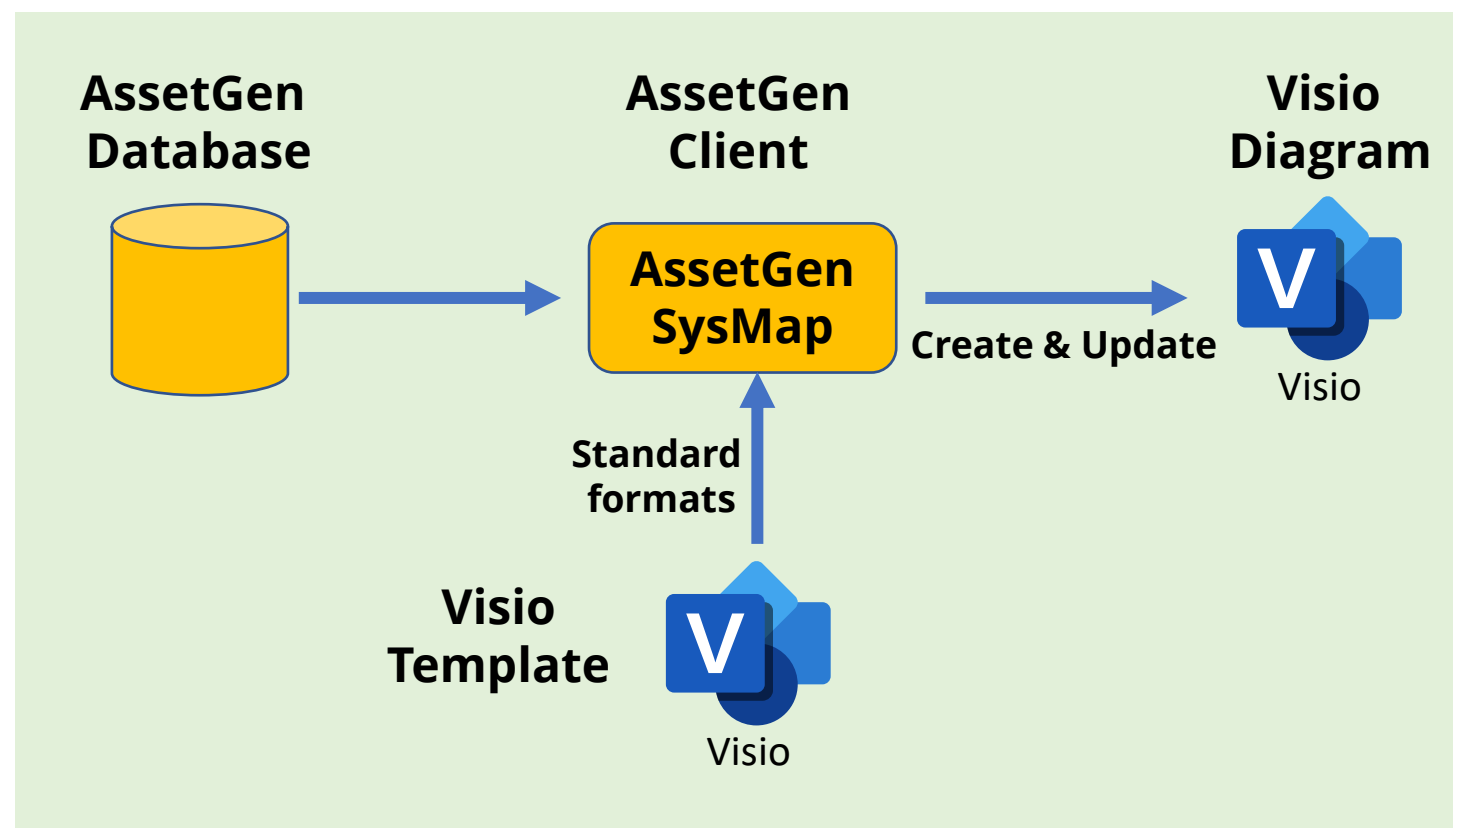 AssetGen
Database
AssetGen
Client
Visio
Diagram
AssetGen
SysMap
V
Create & Update
Visio
Standard
formats
Visio
Template
V
Visio